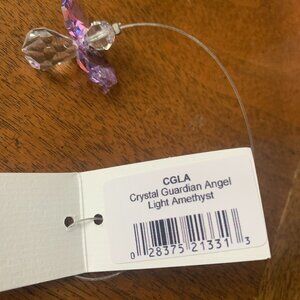 CGLA
Crystal Guardian Angel
Light Amethyst
0 28375 21331 3